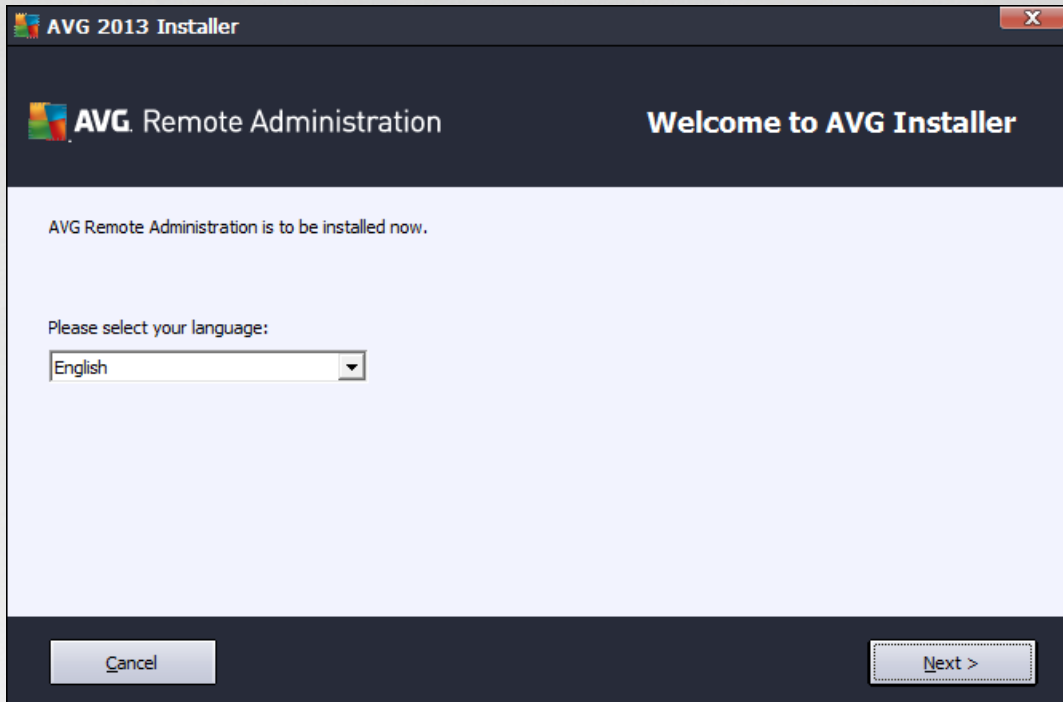 AVG 2013 Installer
X
AVG. Remote Administration
Welcome to AVG Installer
AVG Remote Administration is to be installed now.
Please select your language:
English
Cancel
Next >